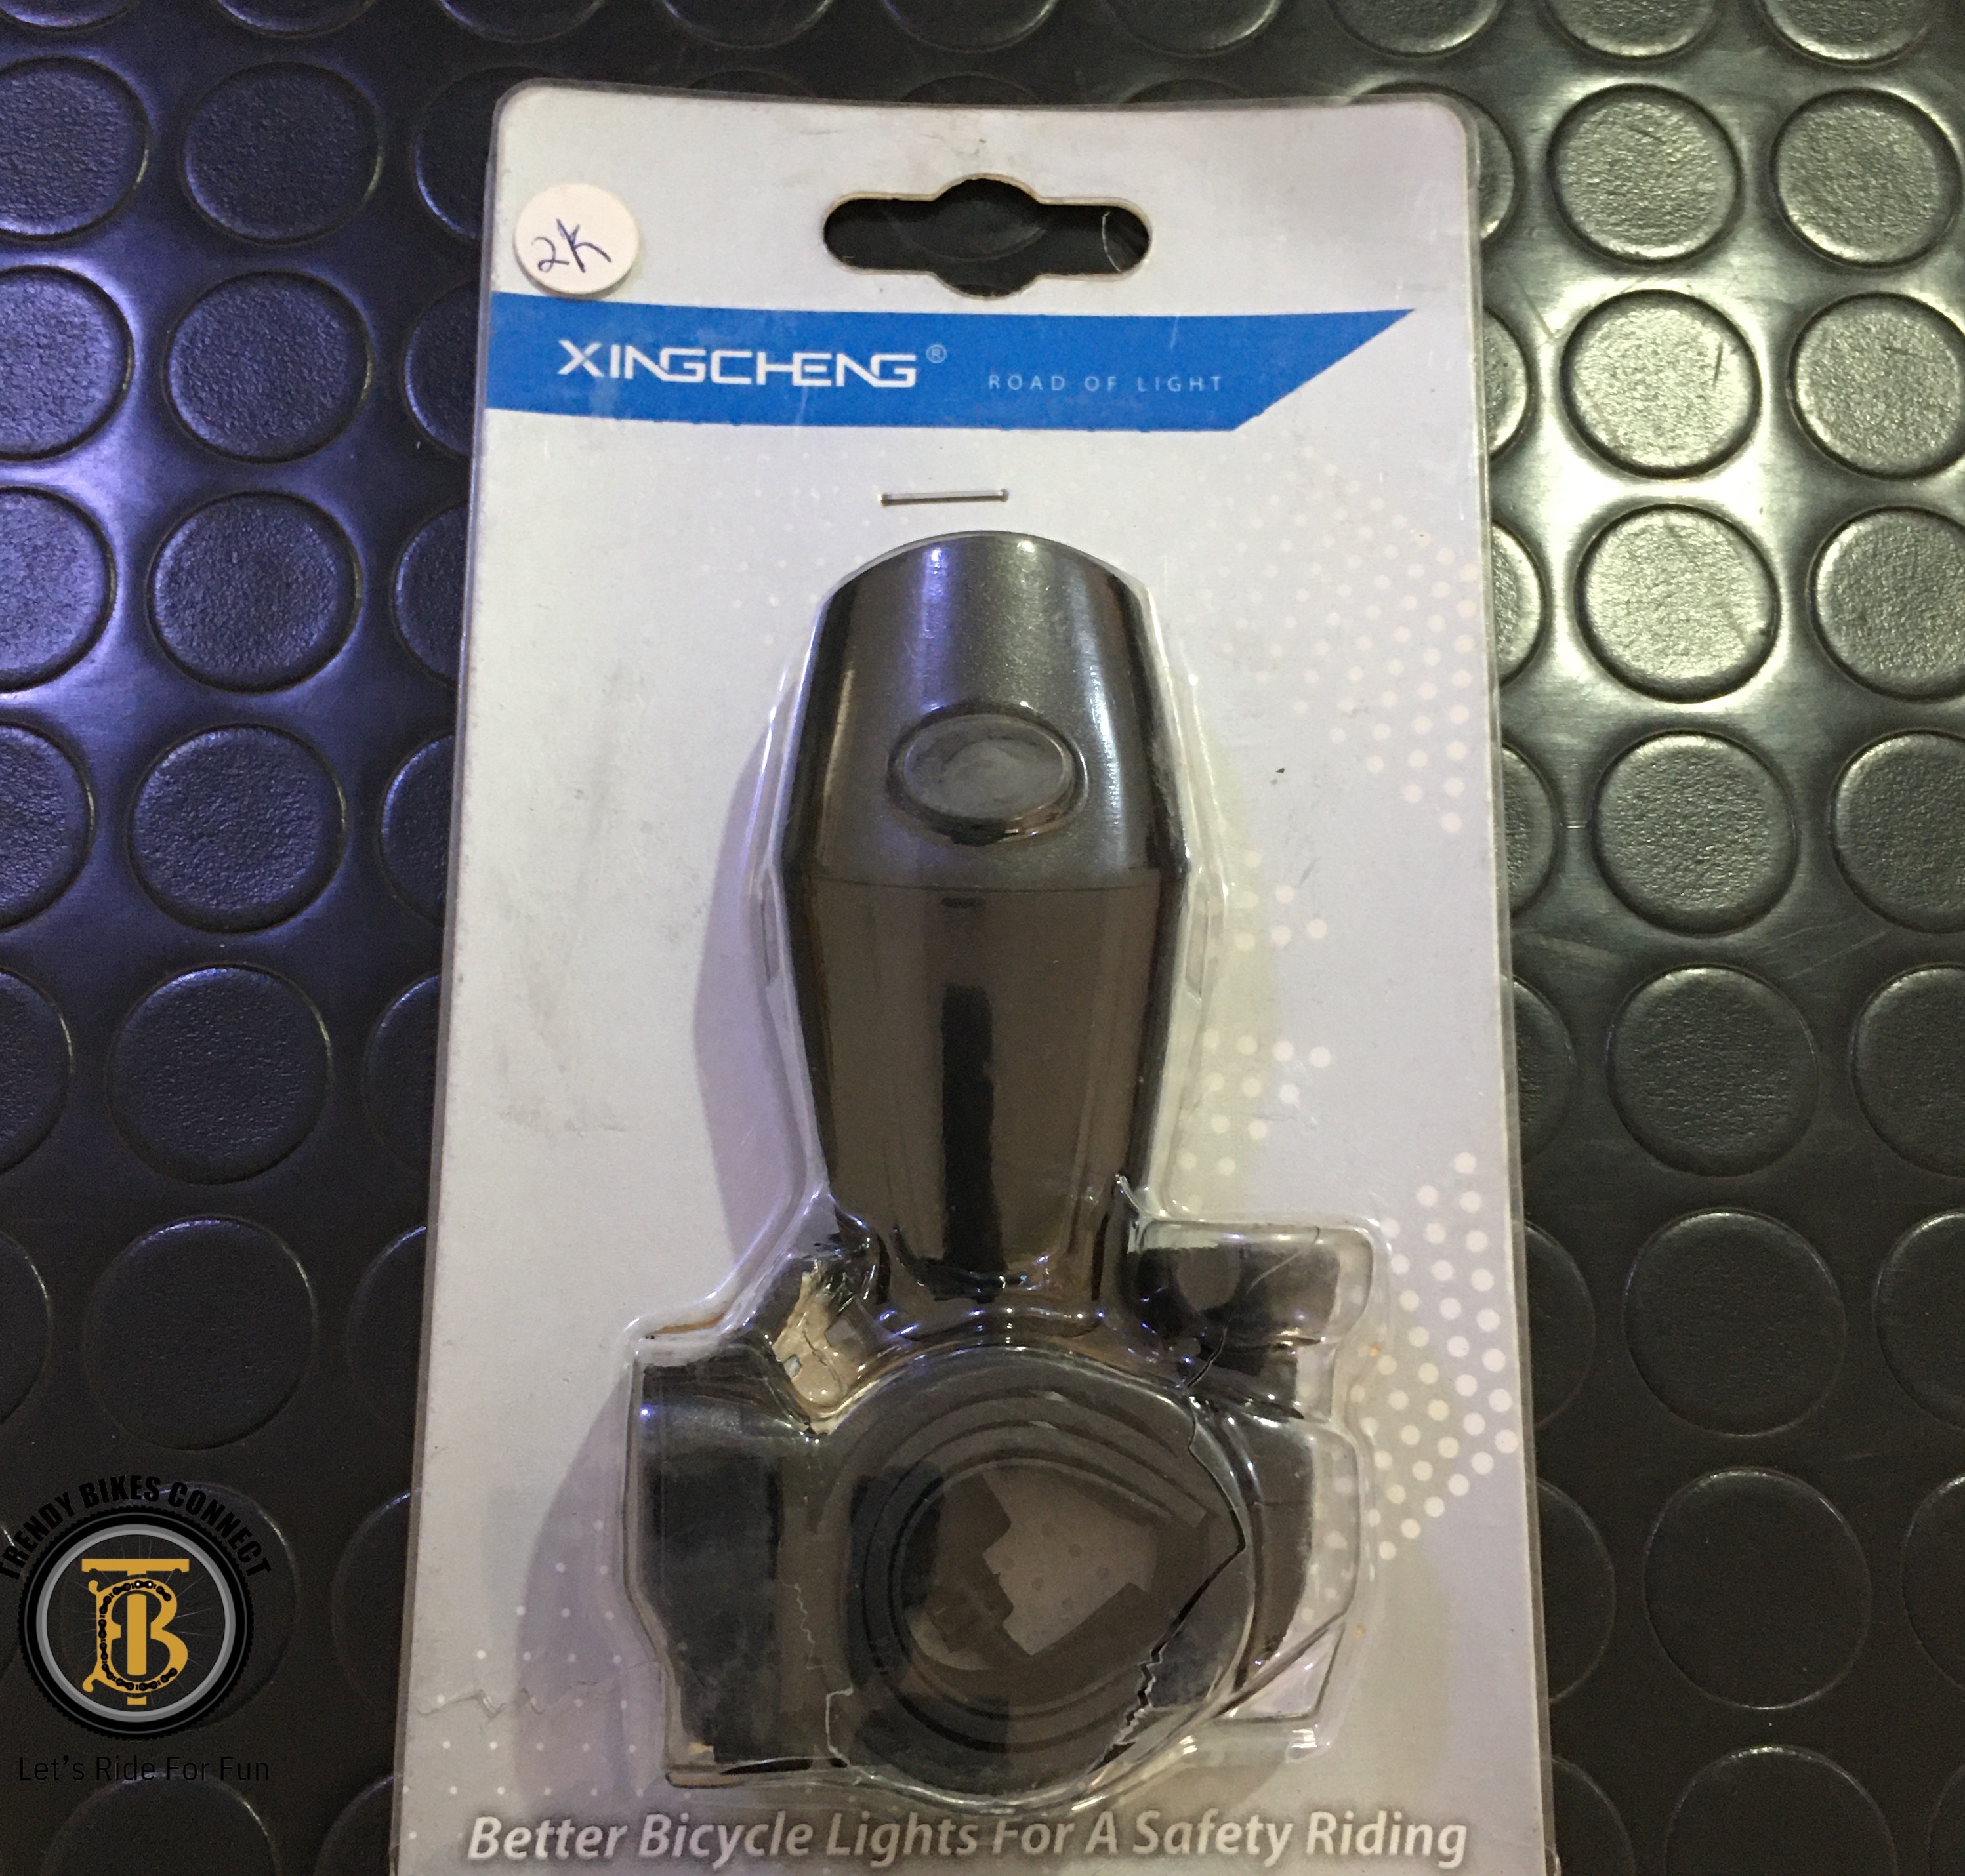 2K
XINGCHENG® ROAD OF LIGHT
TRENDY BIKES CONNECT
TB
Let's Ride For Fun
Better Bicycle Lights For A Safety Riding